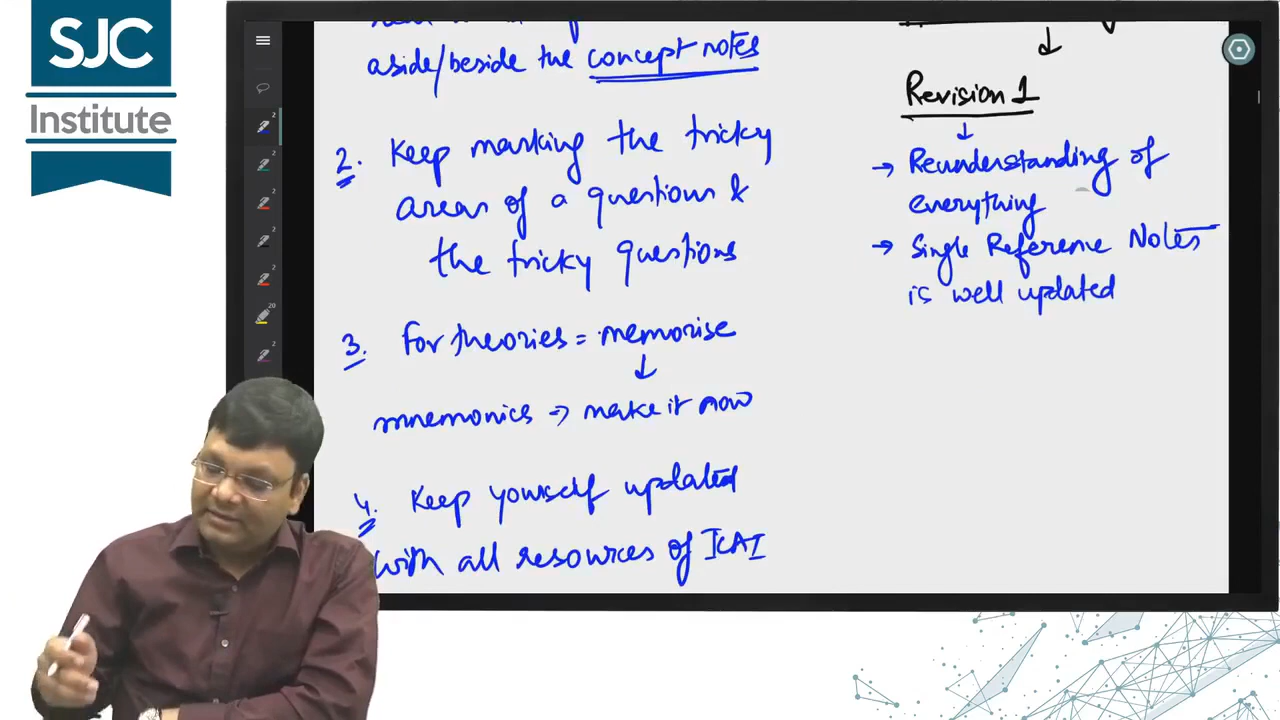 SJC
Institute
aside/beside the concept notes
2. Keep marking the tricky
areas of a questions &
the tricky questions
3. For theories = memorise
↓
mnemonics → make it now
4. Keep yourself updated
with all resources of ICAI
↓
Revision 1
↓
→ Reunderstanding of
everything
→ Single Reference Notes
is well updated